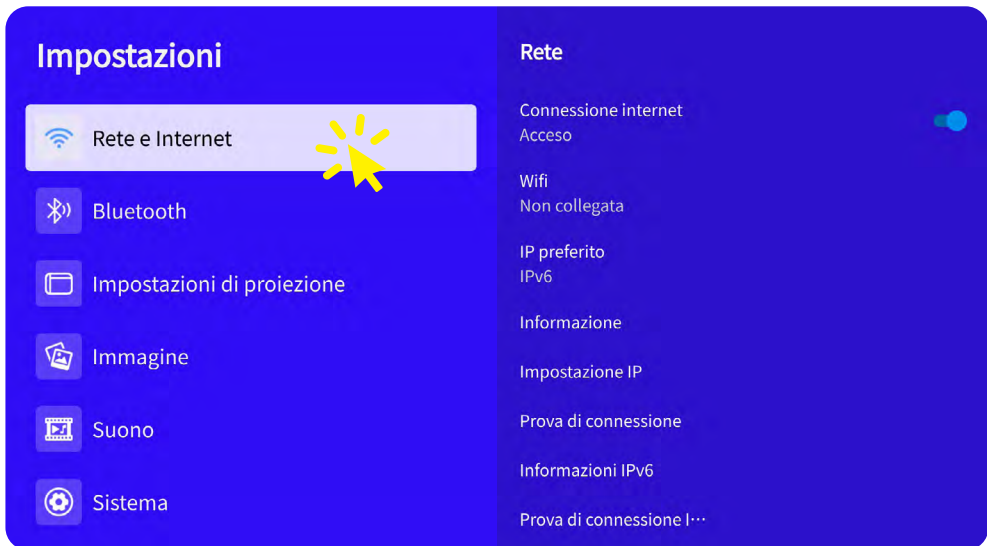 Impostazioni
Rete e Internet
Bluetooth
Impostazioni di proiezione
Immagine
Suono
Sistema
Rete
Connessione internet
Acceso
Wifi
Non collegata
IP preferito
IPv6
Informazione
Impostazione IP
Prova di connessione
Informazioni IPv6
Prova di connessione I···